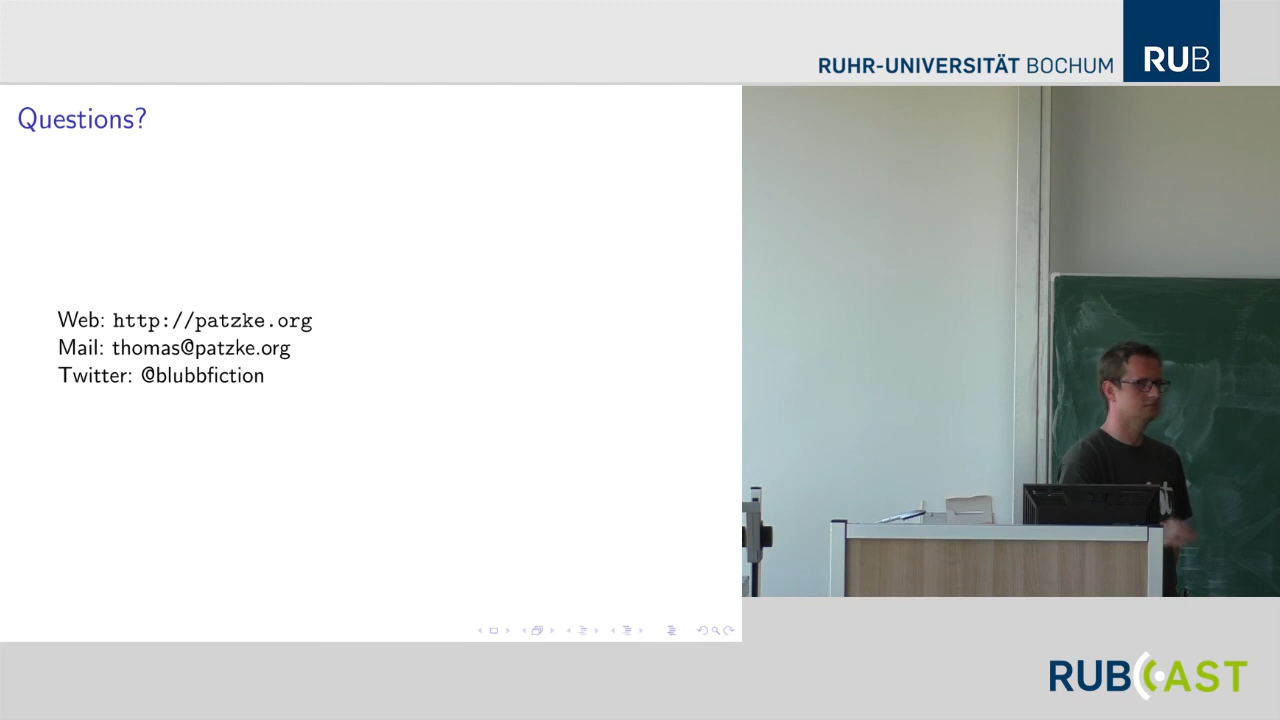 RUHR-UNIVERSITÄT BOCHUM
RUB
Questions?
Web: http://patzke.org
Mail: thomas@patzke.org
Twitter: @blubbfiction
RUBCAST